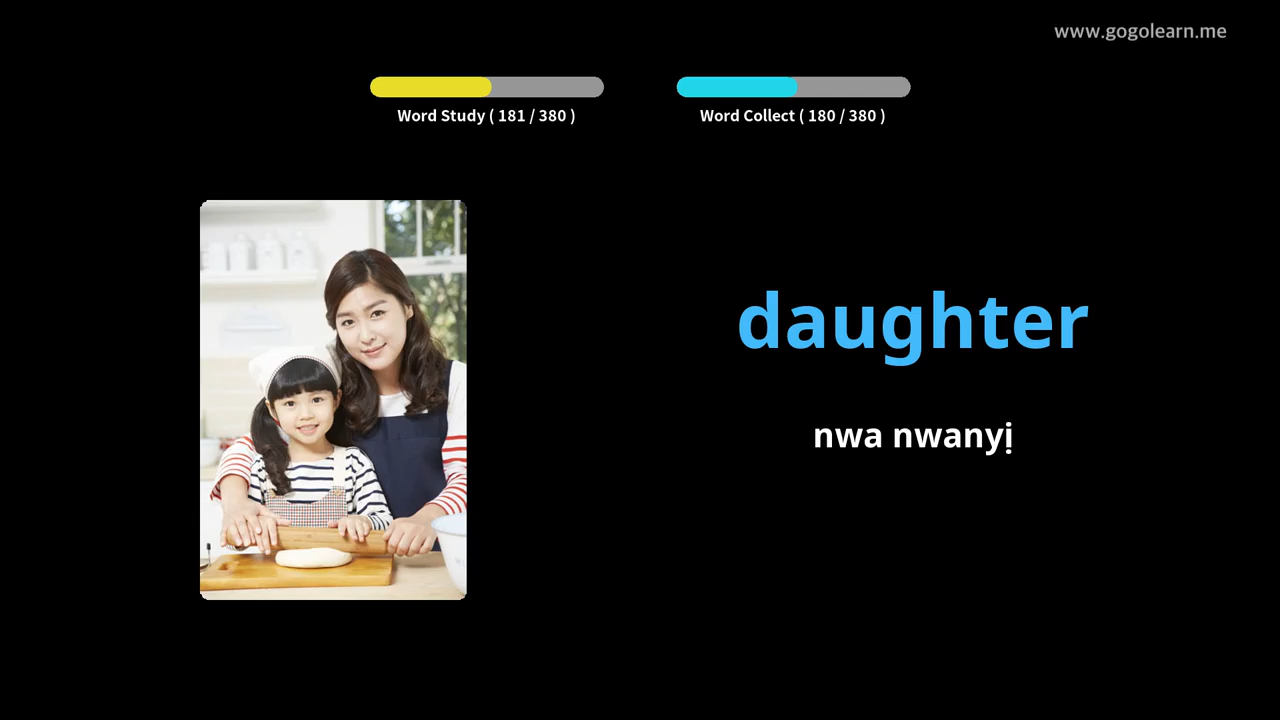 www.gogolearn.me
Word Study ( 181 / 380 )
Word Collect ( 180 / 380 )
daughter
nwa nwanyị